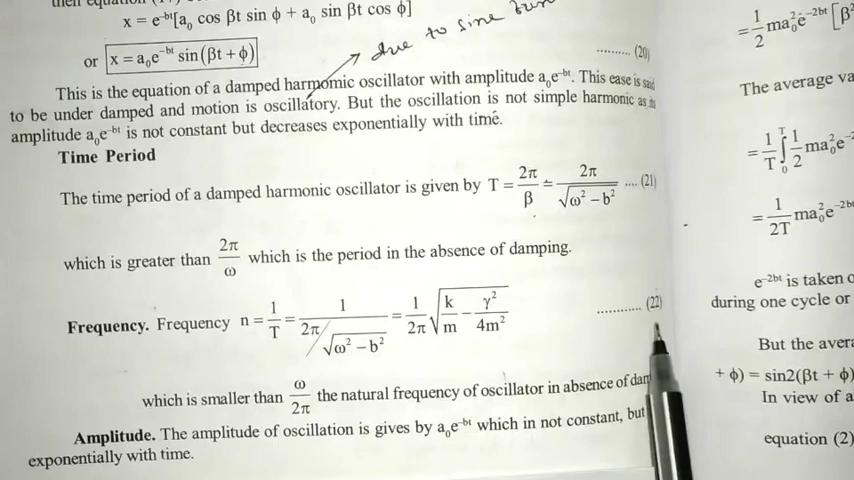 then equation
x = e⁻ᵇᵗ[a₀ cos βt sin ϕ + a₀ sin βt cos ϕ]
due to sine
or x = a₀e⁻ᵇᵗ sin(βt + ϕ) .......... (20)
This is the equation of a damped harmomic oscillator with amplitude a₀e⁻ᵇᵗ. This ease is said
to be under damped and motion is oscillatory. But the oscillation is not simple harmonic as its
amplitude a₀e⁻ᵇᵗ is not constant but decreases exponentially with time.
Time Period
The time period of a damped harmonic oscillator is given by T = 2π/β = 2π/√(ω² − b²) .... (21)
which is greater than 2π/ω which is the period in the absence of damping.
Frequency. Frequency n = 1/T = 1/(2π/√(ω² − b²)) = 1/2π √(k/m − γ²/4m²) ............ (22)
which is smaller than ω/2π the natural frequency of oscillator in absence of
Amplitude. The amplitude of oscillation is gives by a₀e⁻ᵇᵗ which in not constant, but
exponentially with time.
= 1/2 ma₀²e⁻²ᵇᵗ [β²
The average
= 1/T ∫₀ᵀ 1/2 ma₀²e⁻²
= 1/2T ma₀²e⁻²ᵇᵗ
e⁻²ᵇᵗ is taken
during one cycle or
But the
+ ϕ) = sin2(βt + ϕ)
In view of
equation (2)